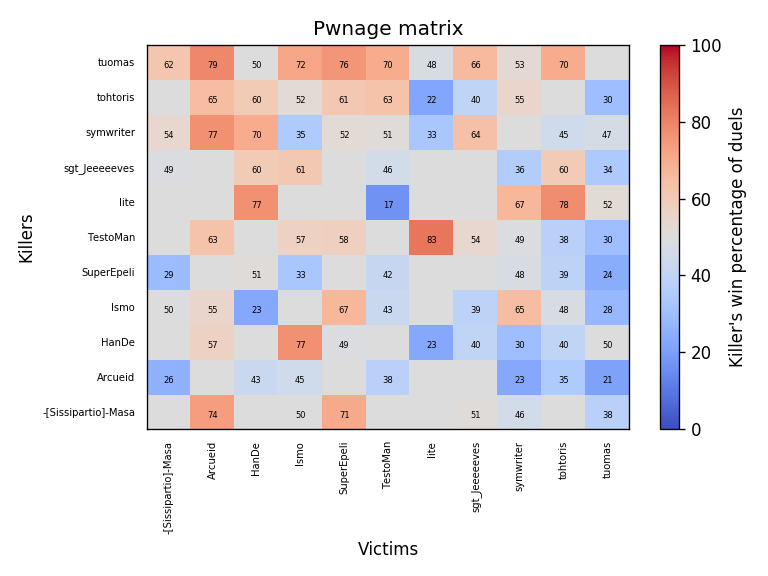 Pwnage matrix
tuomas 62 79 50 72 76 70 48 66 53 70
tohtoris 65 60 52 61 63 22 40 55 30
symwriter 54 77 70 35 52 51 33 64 45 47
sgt_Jeeeeeves 49 60 61 46 36 60 34
lite 77 17 67 78 52
TestoMan 63 57 58 83 54 49 38 30
SuperEpeli 29 51 33 42 48 39 24
Ismo 50 55 23 67 43 39 65 48 28
HanDe 57 77 49 23 40 30 40 50
Arcueid 26 43 45 38 23 35 21
-[Sissipartio]-Masa 74 50 71 51 46 38
-[Sissipartio]-Masa
Arcueid
HanDe
Ismo
SuperEpeli
TestoMan
lite
sgt_Jeeeeeves
symwriter
tohtoris
tuomas
Victims
Killers
100
80
60
40
20
0
Killer's win percentage of duels